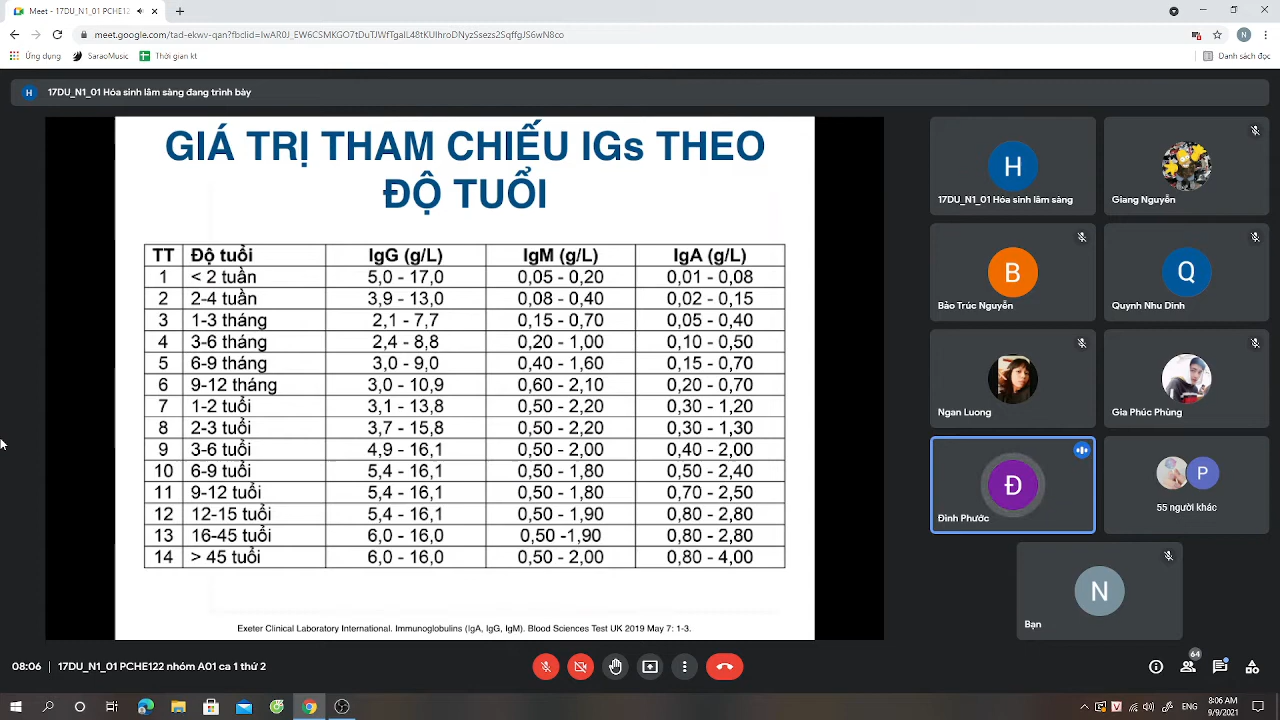 Meet - 17DU_N1_01 PCHE12
meet.google.com/tad-ekwv-qan?fbclid=IwAR0J_EW6CSMKGO7tDuTJWfTgalL48tKUlhroDNyzSsezs2SqffgJS6wN8co
N
Ứng dụng SaraoMusic Thời gian kt Danh sách đọc
H 17DU_N1_01 Hóa sinh lâm sàng đang trình bày
GIÁ TRỊ THAM CHIẾU IGs THEO
ĐỘ TUỔI
TT Độ tuổi IgG (g/L) IgM (g/L) IgA (g/L)
1 < 2 tuần 5,0 - 17,0 0,05 - 0,20 0,01 - 0,08
2 2-4 tuần 3,9 - 13,0 0,08 - 0,40 0,02 - 0,15
3 1-3 tháng 2,1 - 7,7 0,15 - 0,70 0,05 - 0,40
4 3-6 tháng 2,4 - 8,8 0,20 - 1,00 0,10 - 0,50
5 6-9 tháng 3,0 - 9,0 0,40 - 1,60 0,15 - 0,70
6 9-12 tháng 3,0 - 10,9 0,60 - 2,10 0,20 - 0,70
7 1-2 tuổi 3,1 - 13,8 0,50 - 2,20 0,30 - 1,20
8 2-3 tuổi 3,7 - 15,8 0,50 - 2,20 0,30 - 1,30
9 3-6 tuổi 4,9 - 16,1 0,50 - 2,00 0,40 - 2,00
10 6-9 tuổi 5,4 - 16,1 0,50 - 1,80 0,50 - 2,40
11 9-12 tuổi 5,4 - 16,1 0,50 - 1,80 0,70 - 2,50
12 12-15 tuổi 5,4 - 16,1 0,50 - 1,90 0,80 - 2,80
13 16-45 tuổi 6,0 - 16,0 0,50 -1,90 0,80 - 2,80
14 > 45 tuổi 6,0 - 16,0 0,50 - 2,00 0,80 - 4,00
Exeter Clinical Laboratory International. Immunoglobulins (IgA, IgG, IgM). Blood Sciences Test UK 2019 May 7: 1-3.
H
17DU_N1_01 Hóa sinh lâm sàng
Giang Nguyễn
B
Bảo Trúc Nguyễn
Q
Quỳnh Như Đinh
Ngan Luong
Gia Phúc Phùng
Đ
Đình Phước
P
55 người khác
N
Bạn
08:06 | 17DU_N1_01 PCHE122 nhóm A01 ca 1 thứ 2
64
8:06 AM
9/9/2021